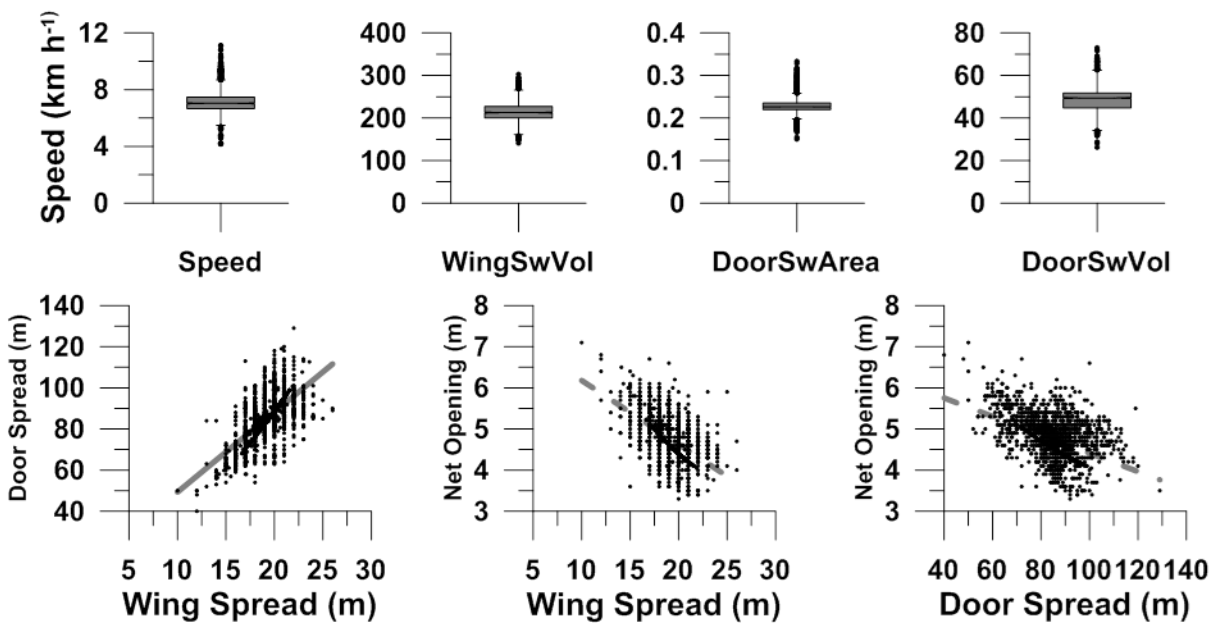 12 400 0.4 80
8 300 0.3 60
4 200 0.2 40
0 100 0.1 20
0 0 0
Speed (km h-1)
Speed WingSwVol DoorSwArea DoorSwVol
140 8 8
120 7 7
100 6 6
80 5 5
60 4 4
40 3 3
Door Spread (m) Net Opening (m) Net Opening (m)
5 10 15 20 25 30 5 10 15 20 25 30 40 60 80 100 120 140
Wing Spread (m) Wing Spread (m) Door Spread (m)